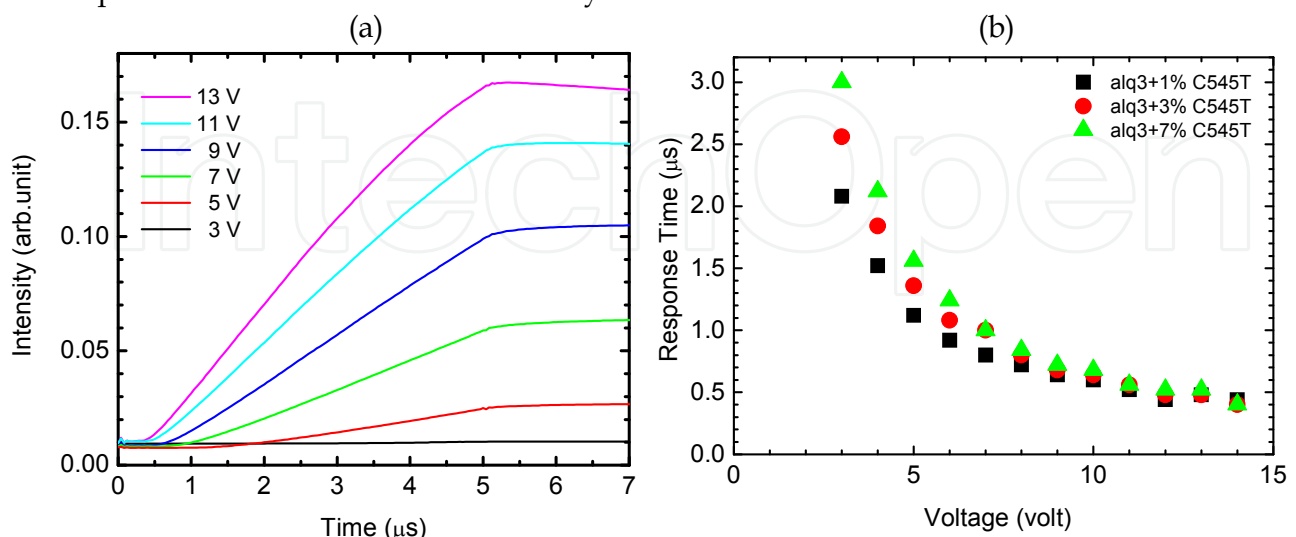 (a)
Intensity (arb.unit)
0.15
0.10
0.05
0.00
13 V
11 V
9 V
7 V
5 V
3 V
0 1 2 3 4 5 6 7
Time (μs)
(b)
Response Time (μs)
3.0
2.5
2.0
1.5
1.0
0.5
0.0
alq3+1% C545T
alq3+3% C545T
alq3+7% C545T
0 5 10 15
Voltage (volt)
IntechOpen